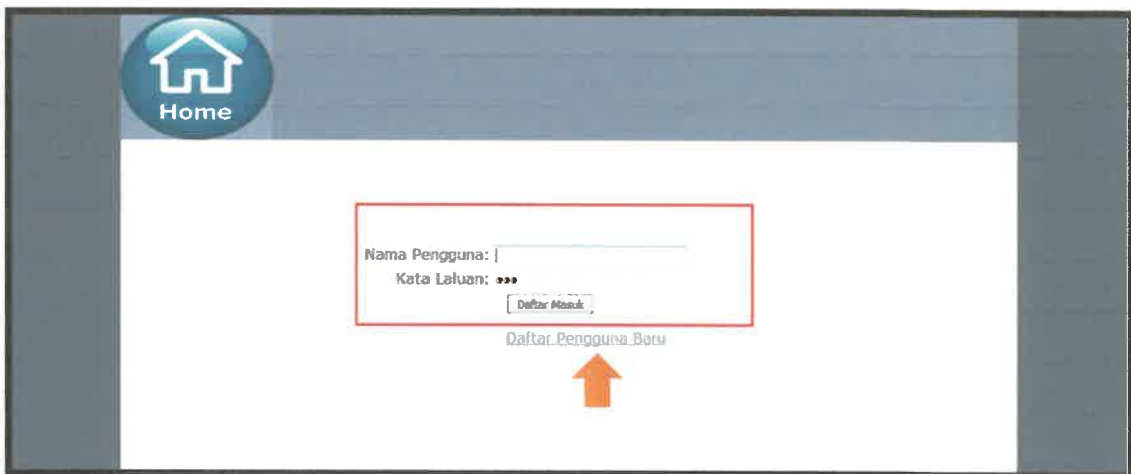 Home
Nama Pengguna:
Kata Laluan: •••
Daftar Masuk
Daftar Pengguna Baru